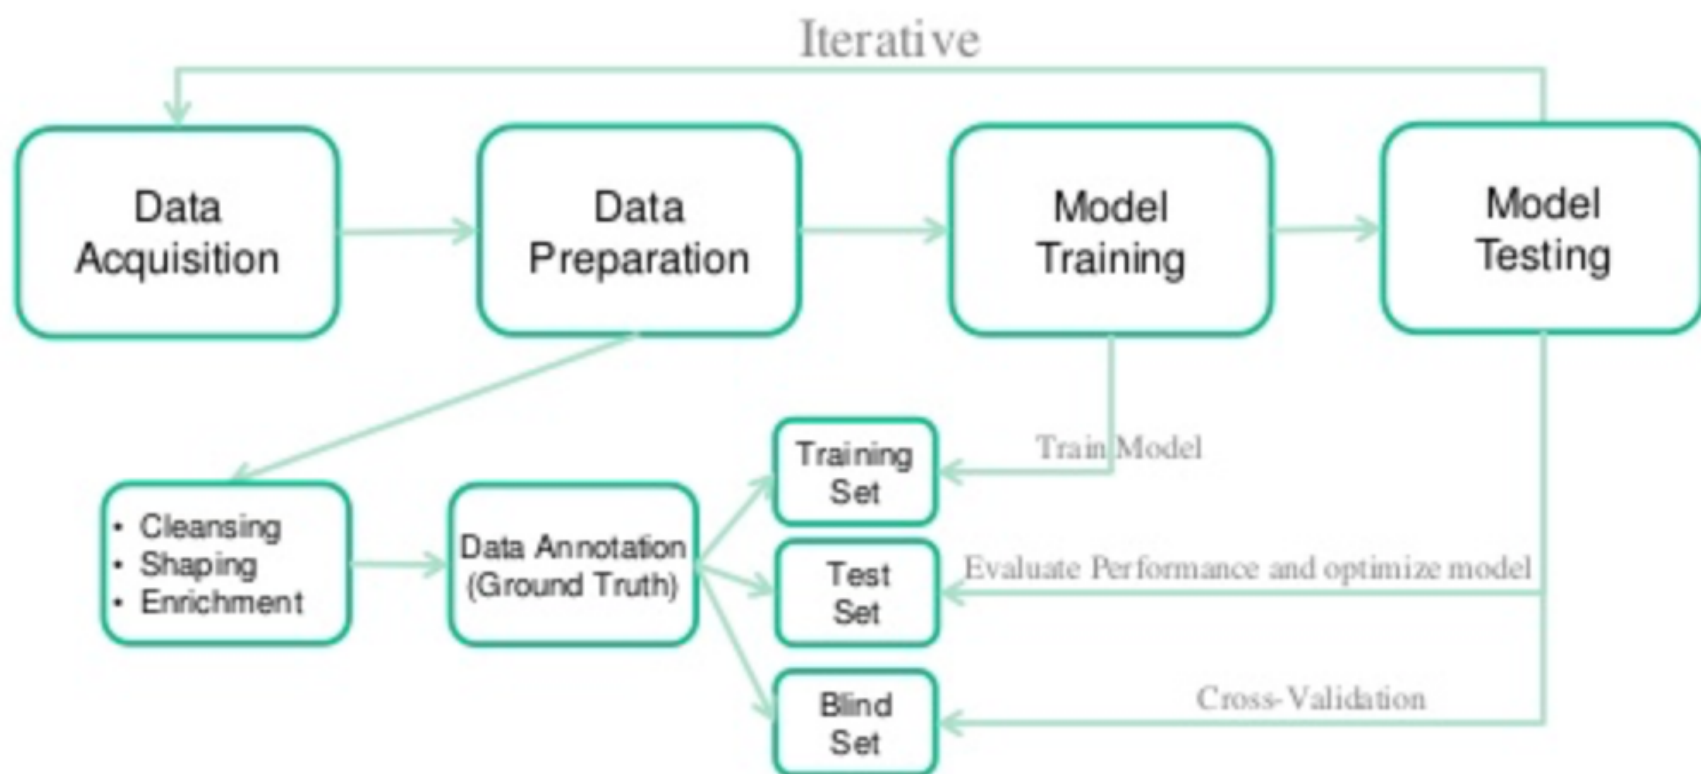 Iterative
Data
Acquisition
Data
Preparation
Model
Training
Model
Testing
• Cleansing
• Shaping
• Enrichment
Data Annotation
(Ground Truth)
Training
Set
Train Model
Test
Set
Evaluate Performance and optimize model
Blind
Set
Cross-Validation